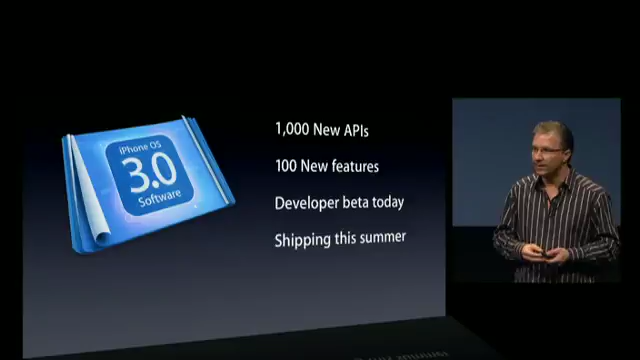 iPhone OS
3.0
Software
1,000 New APIs
100 New features
Developer beta today
Shipping this summer